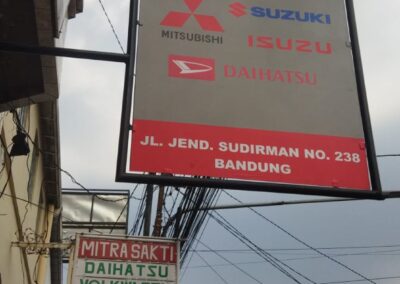 SUZUKI
MITSUBISHI
ISUZU
DAIHATSU
JL. JEND. SUDIRMAN NO. 238
BANDUNG
MITRA SAKTI
DAIHATSU